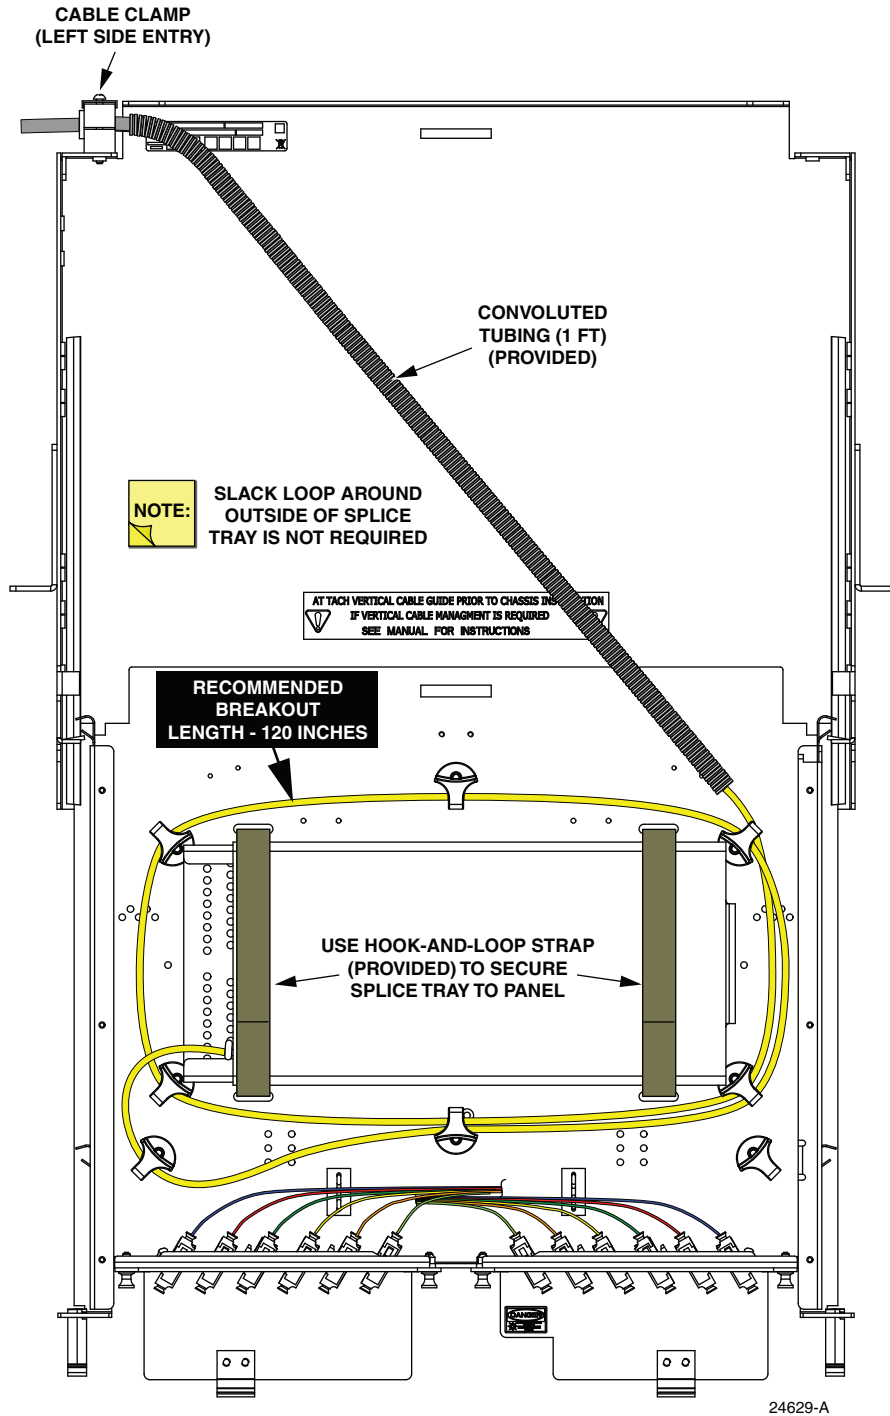 CABLE CLAMP
(LEFT SIDE ENTRY)
CONVOLUTED
TUBING (1 FT)
(PROVIDED)
NOTE:
SLACK LOOP AROUND
OUTSIDE OF SPLICE
TRAY IS NOT REQUIRED
AT TACH VERTICAL CABLE GUIDE PRIOR TO CHASSIS INS TION
IF VERTICAL CABLE MANAGMENT IS REQUIRED
SEE MANUAL FOR INSTRUCTIONS
RECOMMENDED
BREAKOUT
LENGTH - 120 INCHES
USE HOOK-AND-LOOP STRAP
(PROVIDED) TO SECURE
SPLICE TRAY TO PANEL
DANGER
24629-A